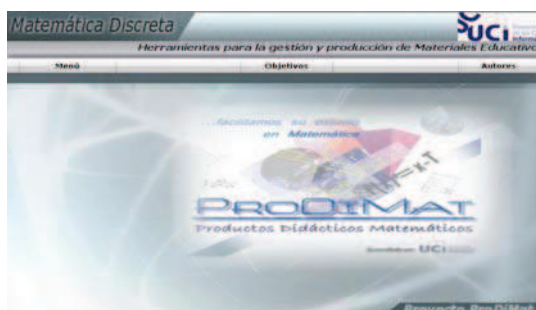 Matemática Discreta
UCi
Herramientas para la gestión y producción de Materiales Educativo
Menú Objetivos Autores
...facilitamos su estudio
en Matemática
PRODIMAT
Productos Didácticos Matemáticos
UCi
Proyecto ProDiMat